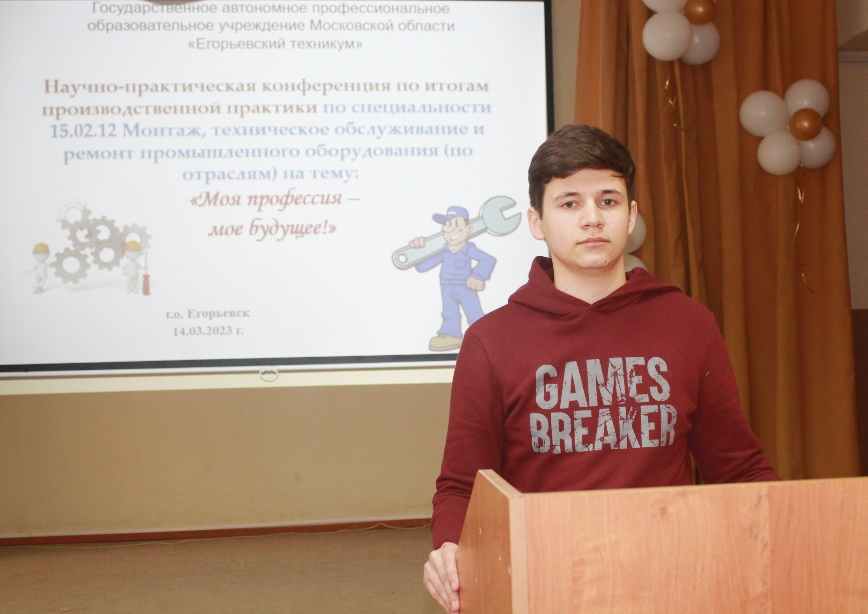 Государственное автономное профессиональное
образовательное учреждение Московской области
«Егорьевский техникум»
Научно-практическая конференция по итогам
производственной практики по специальности
15.02.12 Монтаж, техническое обслуживание и
ремонт промышленного оборудования (по
отраслям) на тему:
«Моя профессия –
мое будущее!»
г.о. Егорьевск
14.03.2023 г.
GAMES
BREAKER